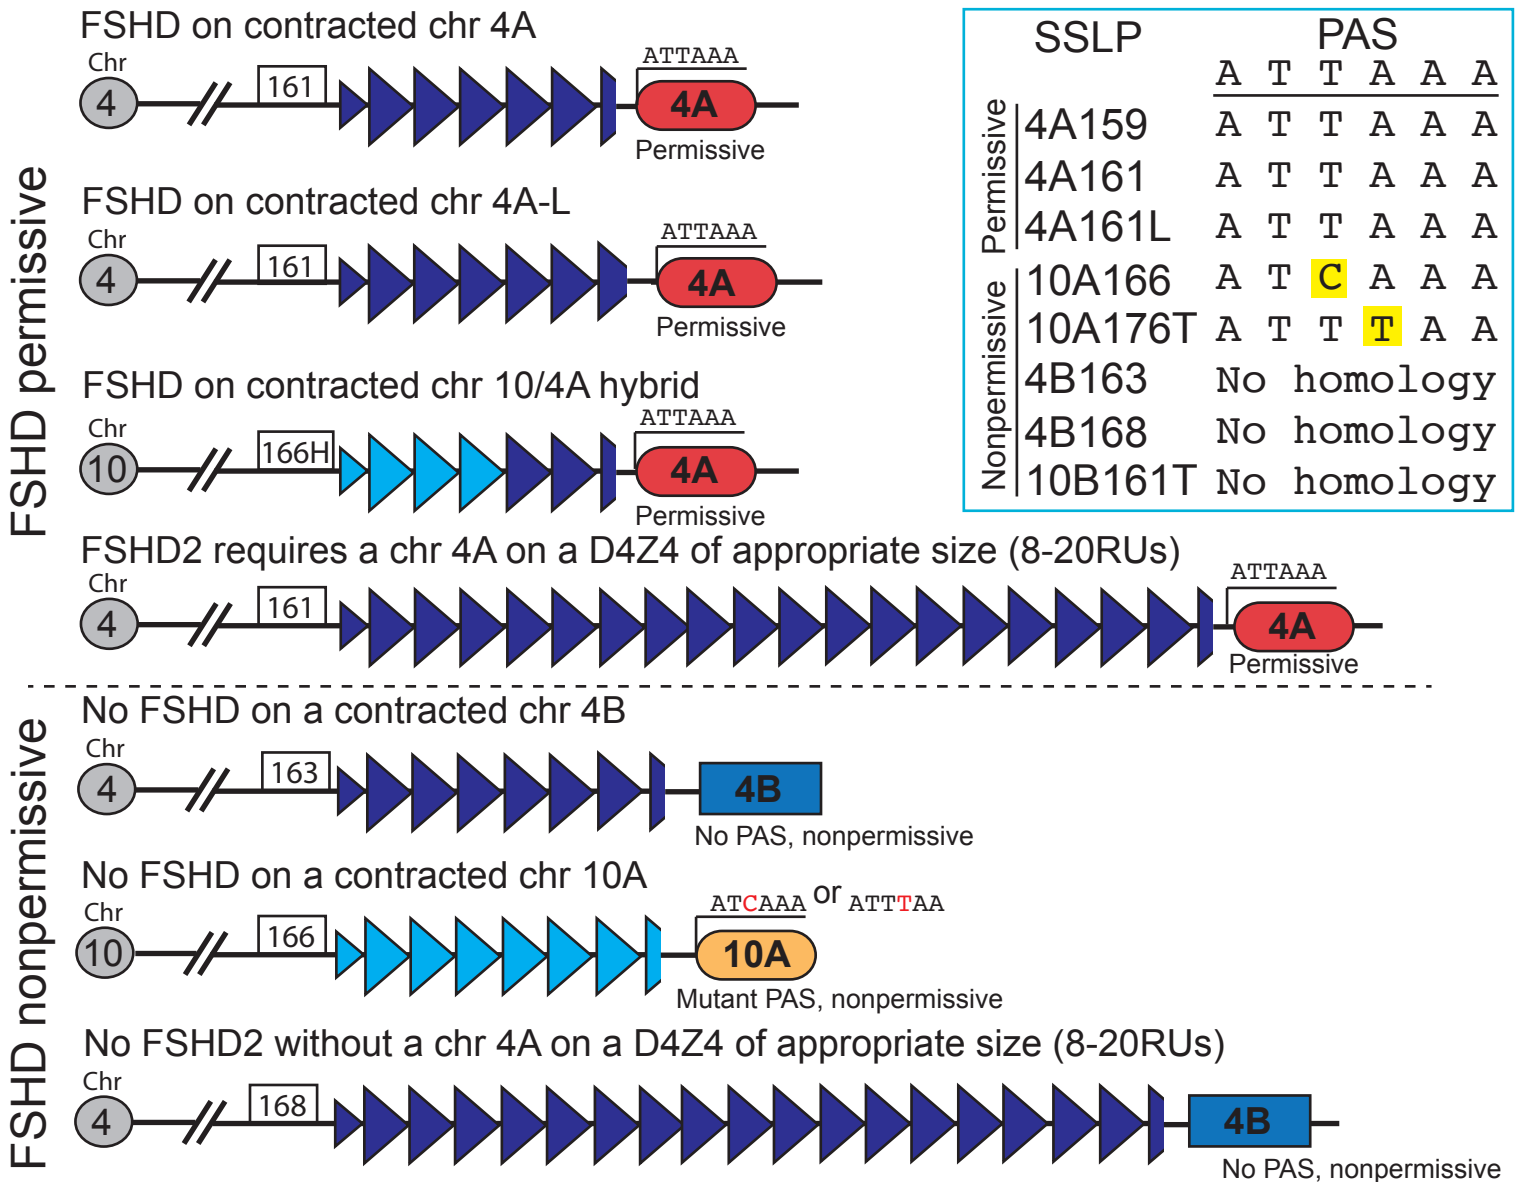 FSHD permissive
FSHD on contracted chr 4A
Chr
4
161
ATTAAA
4A
Permissive
FSHD on contracted chr 4A-L
Chr
4
161
ATTAAA
4A
Permissive
FSHD on contracted chr 10/4A hybrid
Chr
10
166H
ATTAAA
4A
Permissive
FSHD2 requires a chr 4A on a D4Z4 of appropriate size (8-20RUs)
Chr
4
161
ATTAAA
4A
Permissive
SSLP PAS
A T T A A A
Permissive
4A159 A T T A A A
4A161 A T T A A A
4A161L A T T A A A
Nonpermissive
10A166 A T C A A A
10A176T A T T T A A
4B163 No homology
4B168 No homology
10B161T No homology
FSHD nonpermissive
No FSHD on a contracted chr 4B
Chr
4
163
4B
No PAS, nonpermissive
No FSHD on a contracted chr 10A
Chr
10
166
ATCAAA or ATTTAA
10A
Mutant PAS, nonpermissive
No FSHD2 without a chr 4A on a D4Z4 of appropriate size (8-20RUs)
Chr
4
168
4B
No PAS, nonpermissive